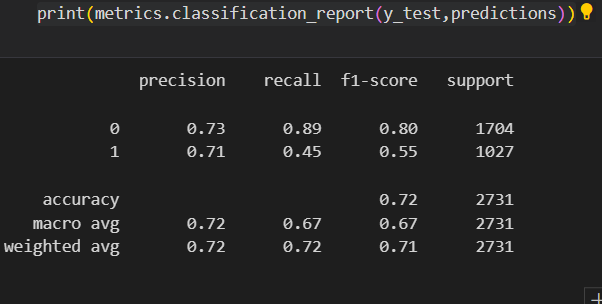 print(metrics.classification_report(y_test,predictions))
precision recall f1-score support
0 0.73 0.89 0.80 1704
1 0.71 0.45 0.55 1027
accuracy 0.72 2731
macro avg 0.72 0.67 0.67 2731
weighted avg 0.72 0.72 0.71 2731